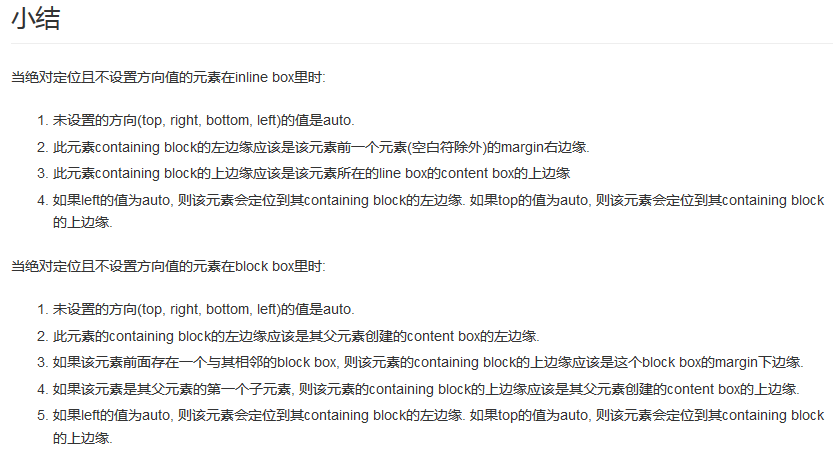 小结
当绝对定位且不设置方向值的元素在inline box里时:
1. 未设置的方向(top, right, bottom, left)的值是auto.
2. 此元素containing block的左边缘应该是该元素前一个元素(空白符除外)的margin右边缘.
3. 此元素containing block的上边缘应该是该元素所在的line box的content box的上边缘
4. 如果left的值为auto, 则该元素会定位到其containing block的左边缘. 如果top的值为auto, 则该元素会定位到其containing block
的上边缘.
当绝对定位且不设置方向值的元素在block box里时:
1. 未设置的方向(top, right, bottom, left)的值是auto.
2. 此元素的containing block的左边缘应该是其父元素创建的content box的左边缘.
3. 如果该元素前面存在一个与其相邻的block box, 则该元素的containing block的上边缘应该是这个block box的margin下边缘.
4. 如果该元素是其父元素的第一个子元素, 则该元素的containing block的上边缘应该是其父元素创建的content box的上边缘.
5. 如果left的值为auto, 则该元素会定位到其containing block的左边缘. 如果top的值为auto, 则该元素会定位到其containing block
的上边缘.